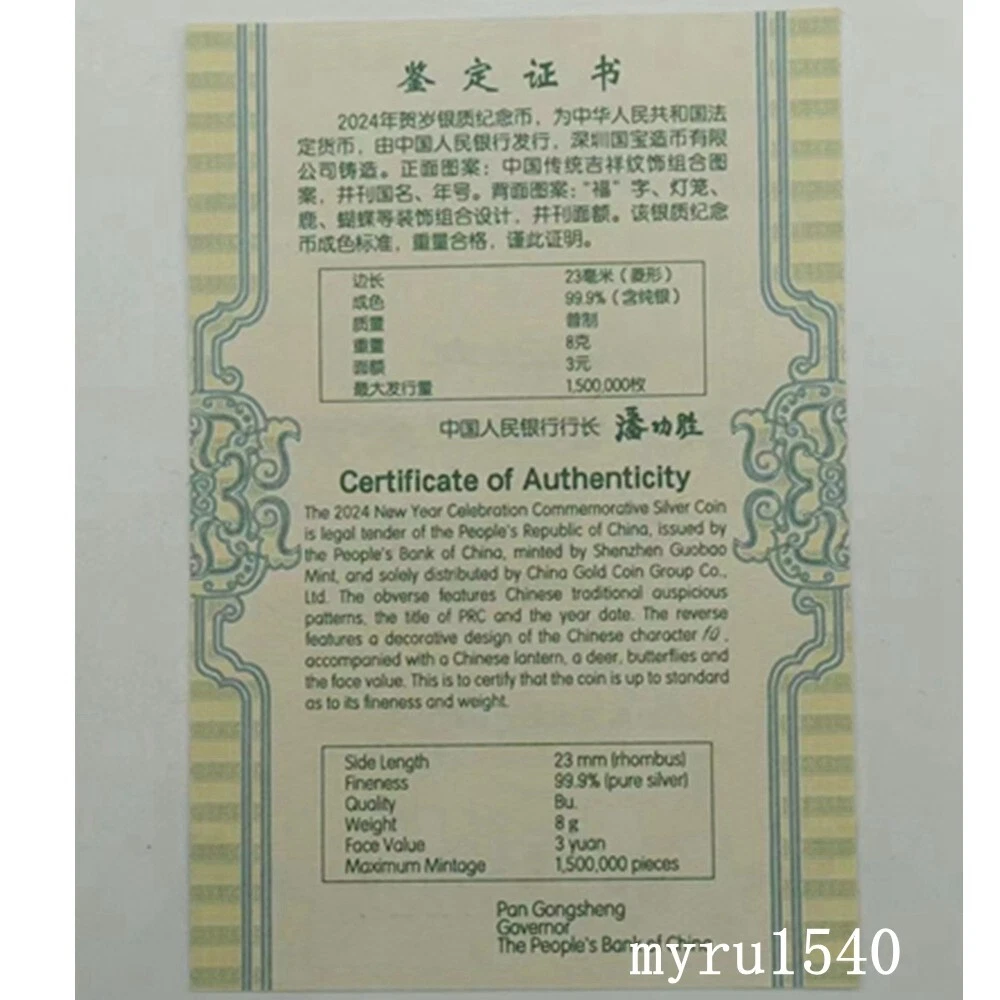 鉴定证书
2024年贺岁银质纪念币，为中华人民共和国法
定货币，由中国人民银行发行，深圳国宝造币有限
公司铸造。正面图案：中国传统吉祥纹饰组合图
案，并刊国名、年号。背面图案：“福”字、灯笼、
鹿、蝴蝶等装饰组合设计，并刊面额。该银质纪念
币成色标准，重量合格，谨此证明。
边长 23毫米（菱形）
成色 99.9%（含纯银）
质量 普制
重量 8克
面额 3元
最大发行量 1,500,000枚
中国人民银行行长 潘功胜
Certificate of Authenticity
The 2024 New Year Celebration Commemorative Silver Coin
is legal tender of the People's Republic of China, issued by
the People's Bank of China, minted by Shenzhen Guobao
Mint, and solely distributed by China Gold Coin Group Co.,
Ltd. The obverse features Chinese traditional auspicious
patterns, the title of PRC and the year date. The reverse
features a decorative design of the Chinese character fú,
accompanied with a Chinese lantern, a deer, butterflies and
the face value. This is to certify that the coin is up to standard
as to its fineness and weight.
Side Length 23 mm (rhombus)
Fineness 99.9% (pure silver)
Quality Bu.
Weight 8 g
Face Value 3 yuan
Maximum Mintage 1,500,000 pieces
Pan Gongsheng
Governor
The People's Bank of China
myru1540